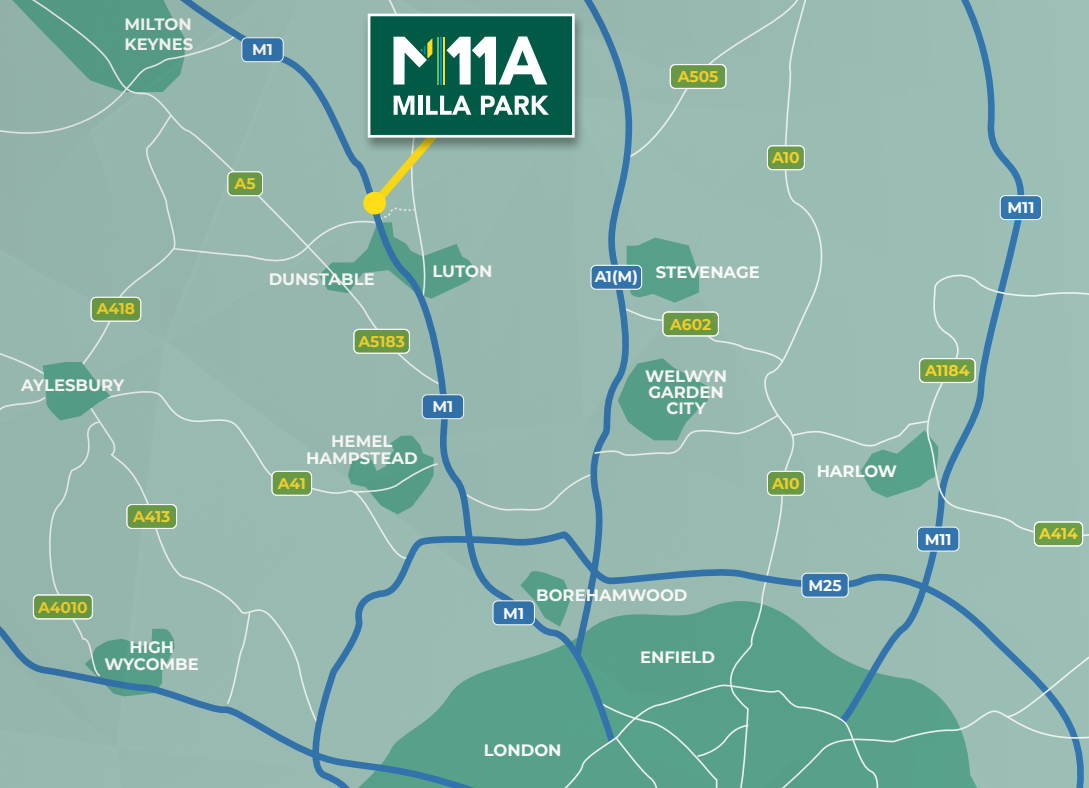 MILTON
KEYNES
M1
M11A
MILLA PARK
A505
A10
A5
M11
DUNSTABLE
LUTON
A1(M)
STEVENAGE
A418
A602
A5183
A1184
AYLESBURY
WELWYN
GARDEN
CITY
M1
HEMEL
HAMPSTEAD
HARLOW
A41
A10
A413
A414
M11
M25
BOREHAMWOOD
A4010
M1
HIGH
WYCOMBE
ENFIELD
LONDON